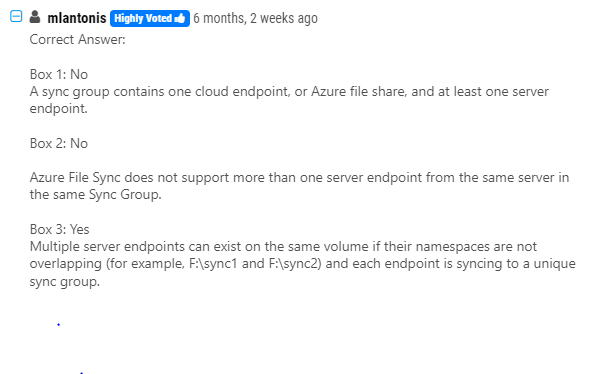 mlantonis Highly Voted 6 months, 2 weeks ago
Correct Answer:
Box 1: No
A sync group contains one cloud endpoint, or Azure file share, and at least one server
endpoint.
Box 2: No
Azure File Sync does not support more than one server endpoint from the same server in
the same Sync Group.
Box 3: Yes
Multiple server endpoints can exist on the same volume if their namespaces are not
overlapping (for example, F:\sync1 and F:\sync2) and each endpoint is syncing to a unique
sync group.